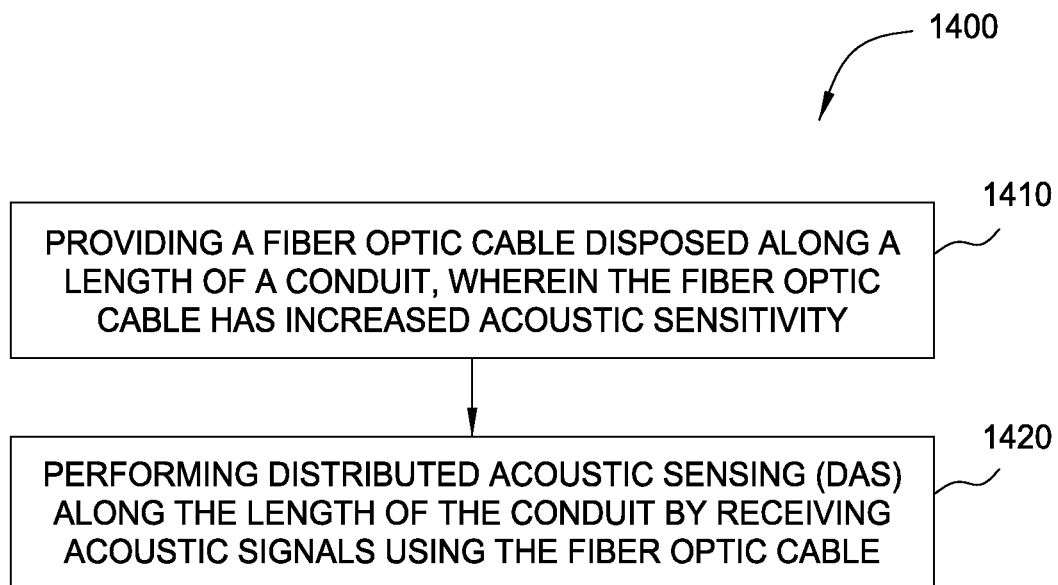 1400
1410
PROVIDING A FIBER OPTIC CABLE DISPOSED ALONG A
LENGTH OF A CONDUIT, WHEREIN THE FIBER OPTIC
CABLE HAS INCREASED ACOUSTIC SENSITIVITY
1420
PERFORMING DISTRIBUTED ACOUSTIC SENSING (DAS)
ALONG THE LENGTH OF THE CONDUIT BY RECEIVING
ACOUSTIC SIGNALS USING THE FIBER OPTIC CABLE